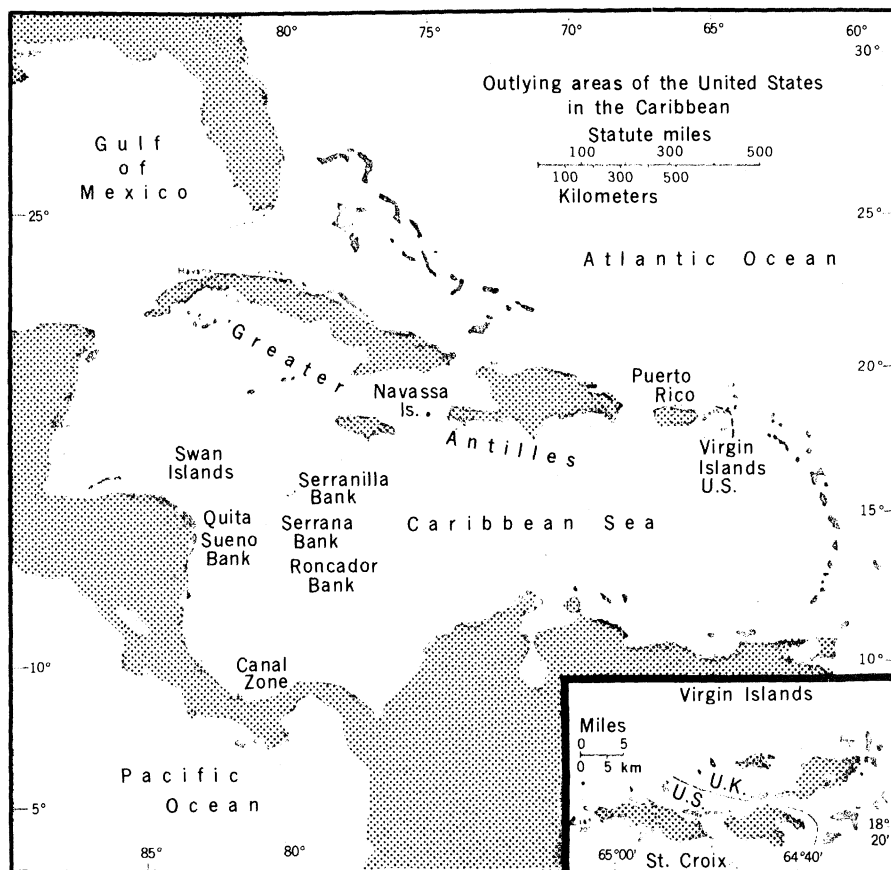 80°
75°
70°
65°
60°
30°
Outlying areas of the United States
in the Caribbean
Statute miles
100 300 500
100 300 500
Kilometers
Gulf
of
Mexico
25°
25°
Atlantic Ocean
Havana
Greater
20°
Puerto
Rico
Navassa
Is.
Antilles
Virgin
Islands
U.S.
Swan
Islands
Serranilla
Bank
15°
Quita
Sueno
Bank
Serrana
Bank
Caribbean Sea
Roncador
Bank
10°
10°
Canal
Zone
Virgin Islands
Miles
0 5
0 5 km
U.K.
U.S.
Pacific
Ocean
5°
18°
20'
85°
80°
65°00'
St. Croix
64°40'